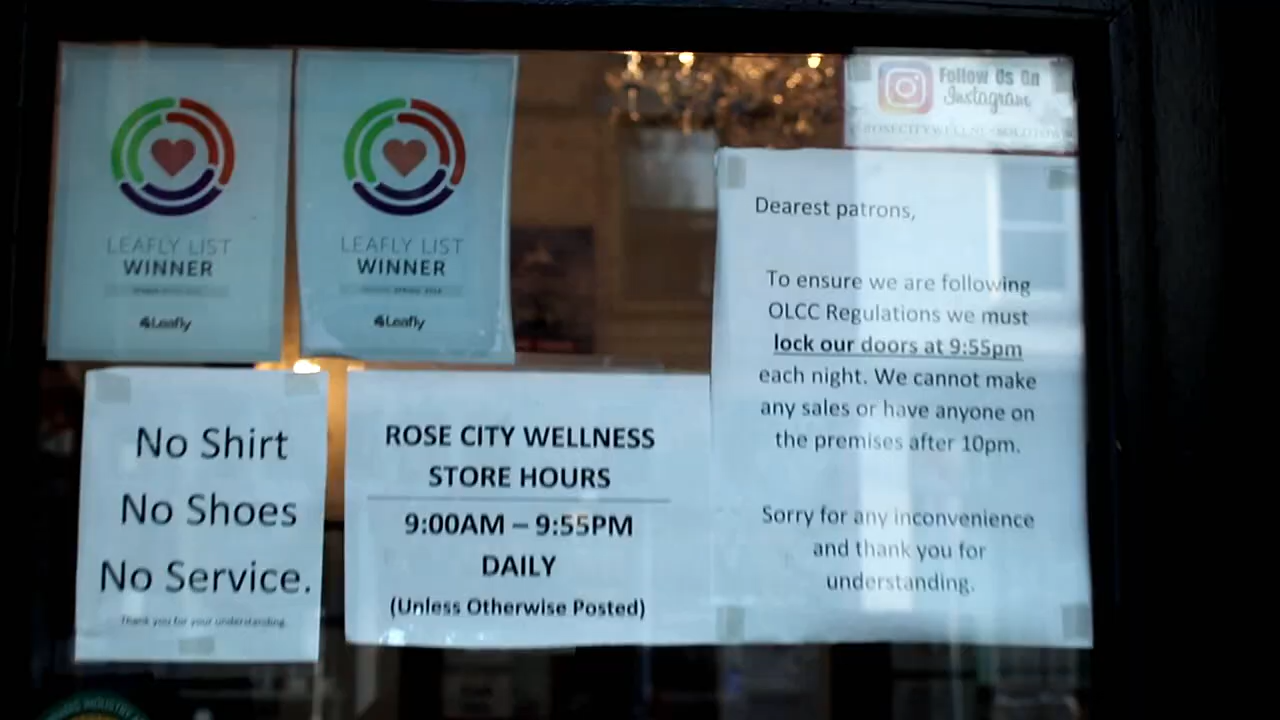 LEAFLY LIST
WINNER
Leafly
LEAFLY LIST
WINNER
Leafly
Follow Us On
Instagram
No Shirt
No Shoes
No Service.
Thank you for your understanding.
ROSE CITY WELLNESS
STORE HOURS
9:00AM – 9:55PM
DAILY
(Unless Otherwise Posted)
Dearest patrons,
To ensure we are following
OLCC Regulations we must
lock our doors at 9:55pm
each night. We cannot make
any sales or have anyone on
the premises after 10pm.
Sorry for any inconvenience
and thank you for
understanding.
INDUSTRY